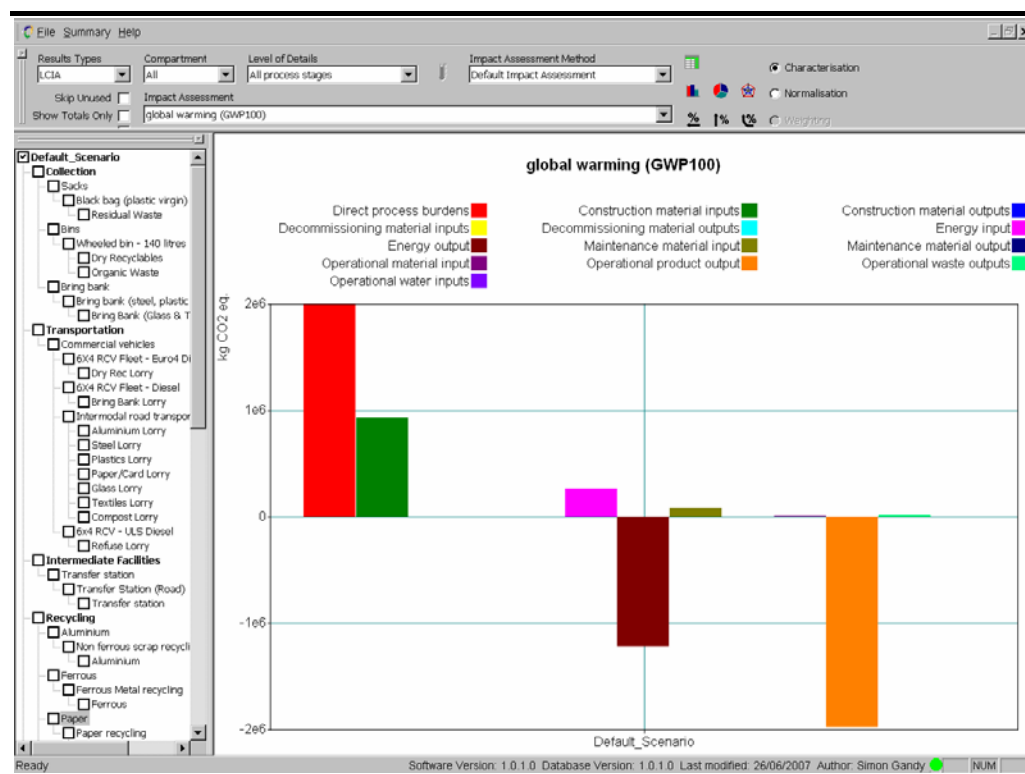 File Summary Help
Results Types Compartment Level of Details Impact Assessment Method
LCIA All All process stages Default Impact Assessment
Characterisation
Skip Unused Impact Assessment Normalisation
Show Totals Only global warming (GWP100) Weighting
Default_Scenario
Collection
Sacks
Black bag (plastic virgin)
Residual Waste
Bins
Wheeled bin - 140 litres
Dry Recyclables
Organic Waste
Bring bank
Bring bank (steel, plastic
Bring Bank (Glass & T
Transportation
Commercial vehicles
6X4 RCV Fleet - Euro4 Di
Dry Rec Lorry
6X4 RCV Fleet - Diesel
Bring Bank Lorry
Intermodal road transpor
Aluminium Lorry
Steel Lorry
Plastics Lorry
Paper/Card Lorry
Glass Lorry
Textiles Lorry
Compost Lorry
6x4 RCV - ULS Diesel
Refuse Lorry
Intermediate Facilities
Transfer station
Transfer Station (Road)
Transfer station
Recycling
Aluminium
Non ferrous scrap recycli
Aluminium
Ferrous
Ferrous Metal recycling
Ferrous
Paper
Paper recycling
global warming (GWP100)
Direct process burdens Construction material inputs Construction material outputs
Decommissioning material inputs Decommissioning material outputs Energy input
Energy output Maintenance material input Maintenance material output
Operational material input Operational product output Operational waste outputs
Operational water inputs
kg CO2 eq.
2e6
1e6
0
-1e6
-2e6
Default_Scenario
Ready Software Version: 1.0.1.0 Database Version: 1.0.1.0 Last modified: 26/06/2007 Author: Simon Gandy NUM